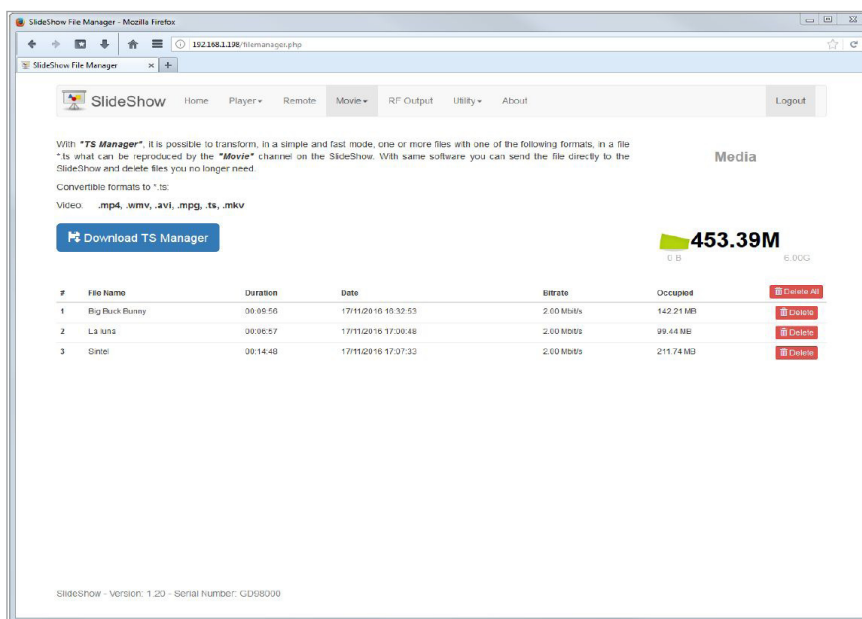 SlideShow File Manager - Mozilla Firefox
192.168.1.198/filemanager.php
SlideShow File Manager
SlideShow Home Player Remote Movie RF Output Utility About Logout
With "TS Manager", it is possible to transform, in a simple and fast mode, one or more files with one of the following formats, in a file
*.ts what can be reproduced by the "Movie" channel on the SlideShow. With same software you can send the file directly to the
SlideShow and delete files you no longer need.
Media
Convertible formats to *.ts:
Video: .mp4, .wmv, .avi, .mpg, .ts, .mkv
Download TS Manager
453.39M
0 B 6.00G
# File Name Duration Date Bitrate Occupied Delete All
1 Big Buck Bunny 00:09:56 17/11/2016 16:32:53 2.00 Mbit/s 142.21 MB Delete
2 La luna 00:06:57 17/11/2016 17:00:48 2.00 Mbit/s 99.44 MB Delete
3 Sintel 00:14:48 17/11/2016 17:07:33 2.00 Mbit/s 211.74 MB Delete
SlideShow - Version: 1.20 - Serial Number: GD98000